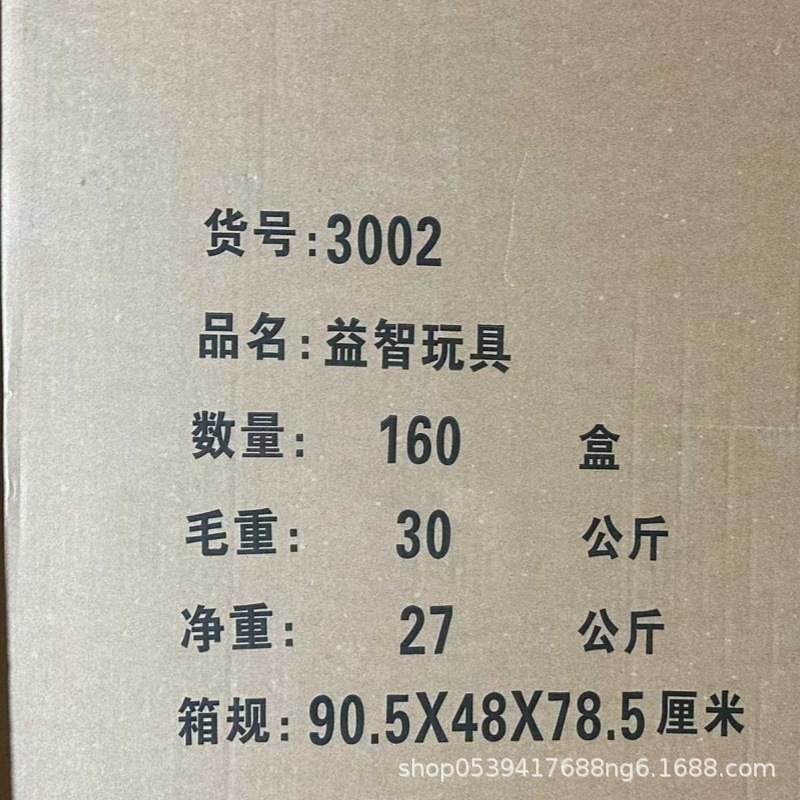 货号:3002
品名:益智玩具
数量: 160 盒
毛重: 30 公斤
净重: 27 公斤
箱规:90.5X48X78.5厘米
shop0539417688ng6.1688.com